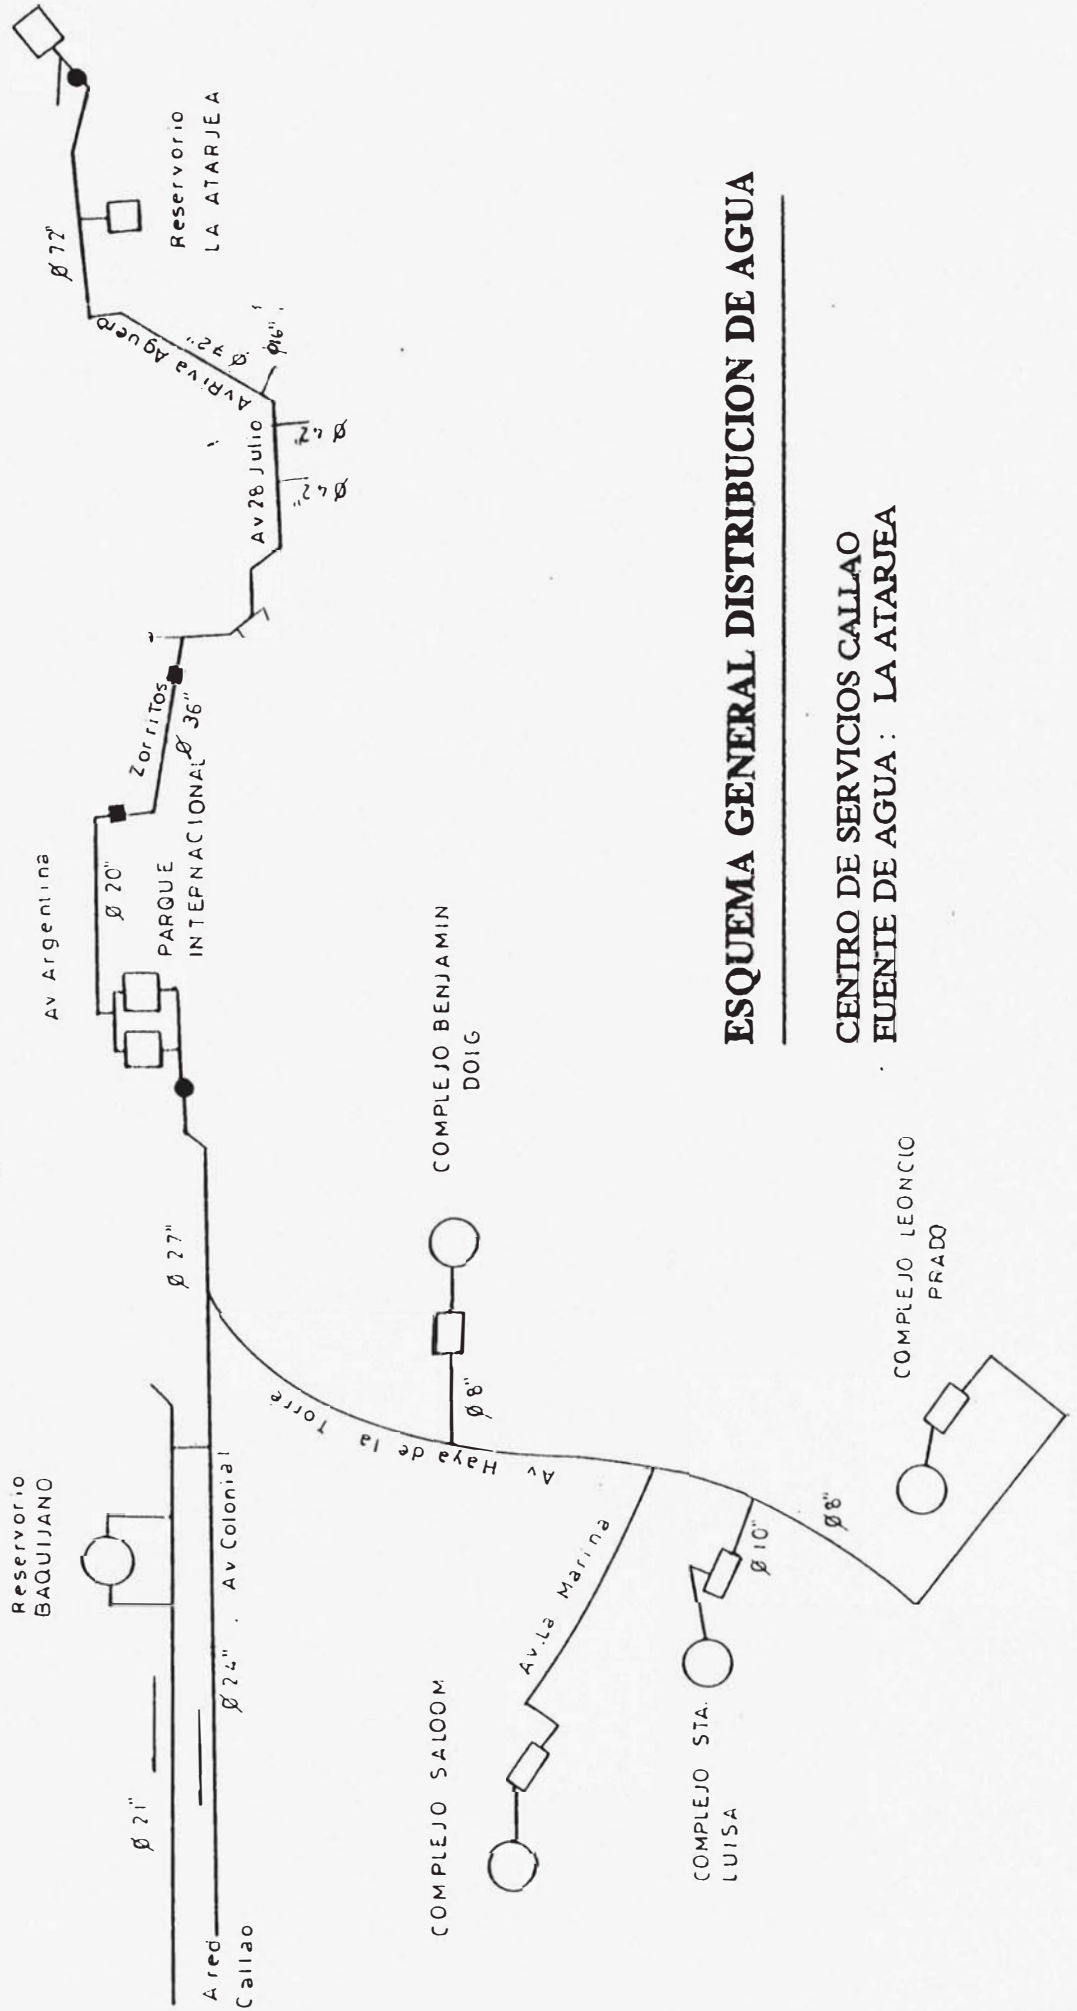 Reservorio
LA ATARJEA
Ø 72"
Av Riva Aguero
Ø 72"
Ø16"
Av 28 Julio
Ø 42"
Ø 42"
Zorritos
Ø 36"
Av Argentina
Ø 20"
PARQUE
INTERNACIONAL
Ø 27"
Reservorio
BAQUIJANO
Ø 21"
Ø 24" . Av Colonial
A red
Callao
Av Haya de la Torre
COMPLEJO BENJAMIN
DOIG
Ø8"
Av. La Marina
COMPLEJO SALOOM
Ø 10"
COMPLEJO STA.
LUISA
Ø8"
COMPLEJO LEONCIO
PRADO
ESQUEMA GENERAL DISTRIBUCION DE AGUA
CENTRO DE SERVICIOS CALLAO
FUENTE DE AGUA : LA ATARJEA